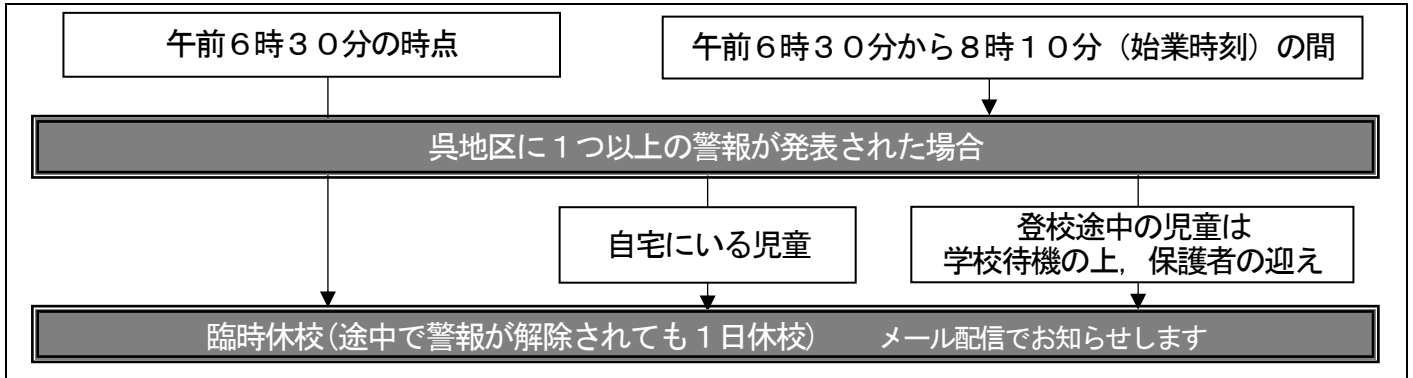 午前６時３０分の時点
午前６時３０分から８時１０分（始業時刻）の間
呉地区に１つ以上の警報が発表された場合
自宅にいる児童
登校途中の児童は
学校待機の上，保護者の迎え
臨時休校（途中で警報が解除されても１日休校）　メール配信でお知らせします